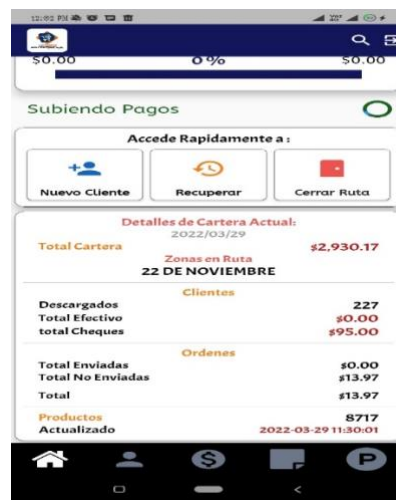 12:02 PM
$0.00 0% $0.00
Subiendo Pagos
Accede Rapidamente a :
Nuevo Cliente Recuperar Cerrar Ruta
Detalles de Cartera Actual:
2022/03/29
Total Cartera $2,930.17
Zonas en Ruta
22 DE NOVIEMBRE
Clientes
Descargados 227
Total Efectivo $0.00
total Cheques $95.00
Ordenes
Total Enviadas $0.00
Total No Enviadas $13.97
Total $13.97
Productos 8717
Actualizado 2022-03-29 11:30:01
$ P